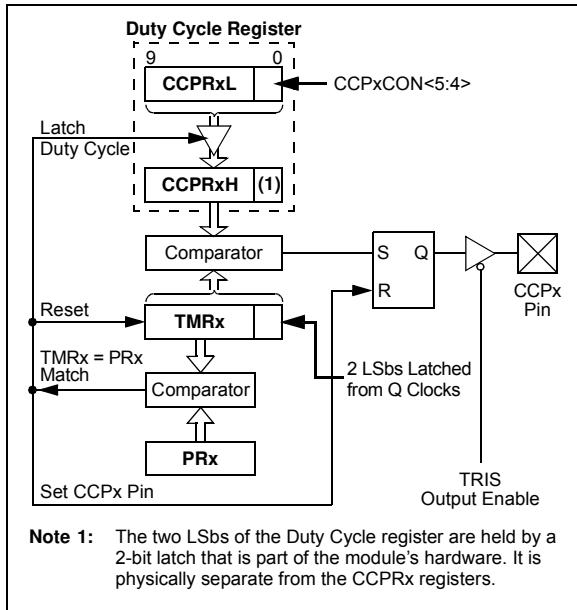 Duty Cycle Register
9 0
CCPRxL
CCPxCON<5:4>
Latch
Duty Cycle
CCPRxH (1)
Comparator
S Q
R
CCPx
Pin
Reset
TMRx
TMRx = PRx
Match
2 LSbs Latched
from Q Clocks
Comparator
PRx
Set CCPx Pin
TRIS
Output Enable
Note 1: The two LSbs of the Duty Cycle register are held by a
2-bit latch that is part of the module's hardware. It is
physically separate from the CCPRx registers.